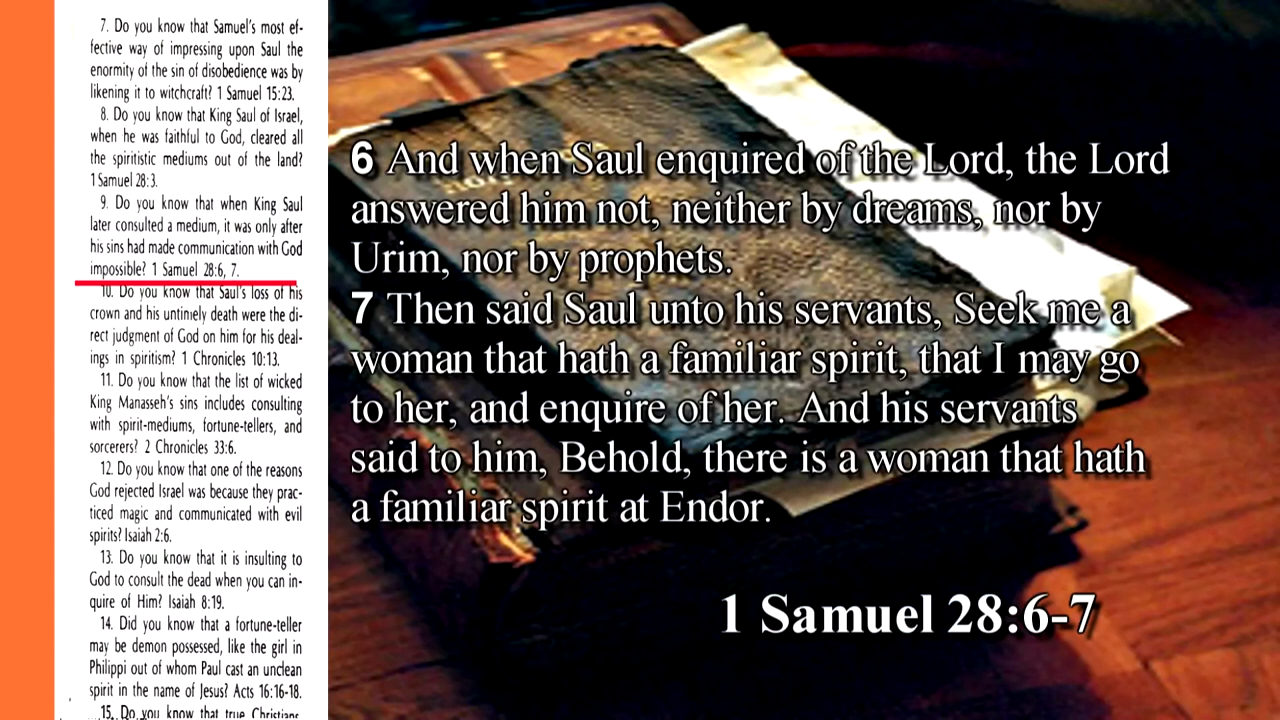 7. Do you know that Samuel's most ef-
fective way of impressing upon Saul the
enormity of the sin of disobedience was by
likening it to witchcraft? 1 Samuel 15:23.
8. Do you know that King Saul of Israel,
when he was faithful to God, cleared all
the spiritistic mediums out of the land?
1 Samuel 28:3.
9. Do you know that when King Saul
later consulted a medium, it was only after
his sins had made communication with God
impossible? 1 Samuel 28:6, 7.
10. Do you know that Saul's loss of his
crown and his untimely death were the di-
rect judgment of God on him for his deal-
ings in spiritism? 1 Chronicles 10:13.
11. Do you know that the list of wicked
King Manasseh's sins includes consulting
with spirit-mediums, fortune-tellers, and
sorcerers? 2 Chronicles 33:6.
12. Do you know that one of the reasons
God rejected Israel was because they prac-
ticed magic and communicated with evil
spirits? Isaiah 2:6.
13. Do you know that it is insulting to
God to consult the dead when you can in-
quire of Him? Isaiah 8:19.
14. Did you know that a fortune-teller
may be demon possessed, like the girl in
Philippi out of whom Paul cast an unclean
spirit in the name of Jesus? Acts 16:16-18.
15. Do you know that true Christians,
6 And when Saul enquired of the Lord, the Lord
answered him not, neither by dreams, nor by
Urim, nor by prophets.
7 Then said Saul unto his servants, Seek me a
woman that hath a familiar spirit, that I may go
to her, and enquire of her. And his servants
said to him, Behold, there is a woman that hath
a familiar spirit at Endor.
1 Samuel 28:6-7